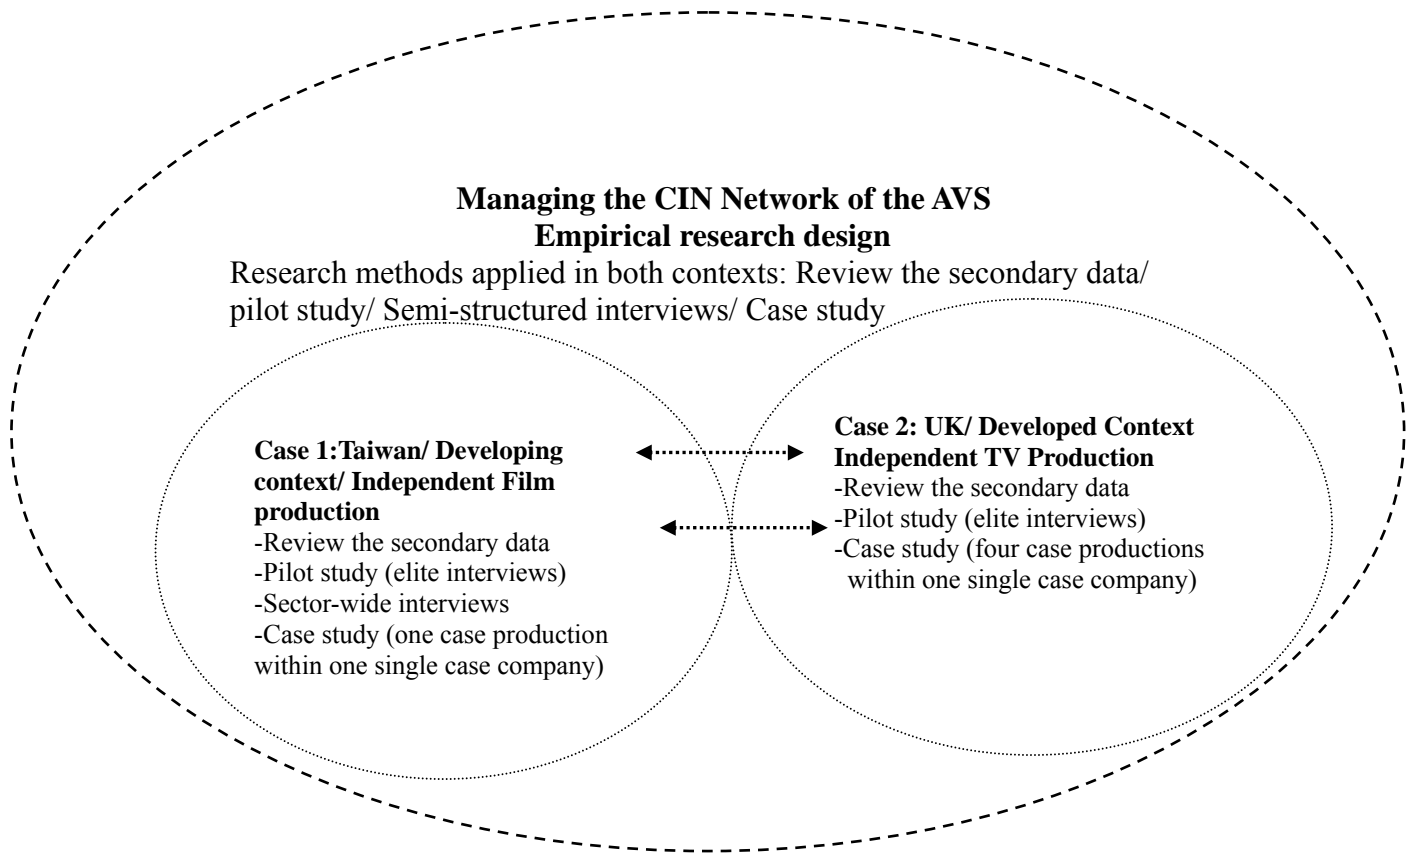 Managing the CIN Network of the AVS
Empirical research design
Research methods applied in both contexts: Review the secondary data/
pilot study/ Semi-structured interviews/ Case study
Case 1:Taiwan/ Developing
context/ Independent Film
production
-Review the secondary data
-Pilot study (elite interviews)
-Sector-wide interviews
-Case study (one case production
within one single case company)
Case 2: UK/ Developed Context
Independent TV Production
-Review the secondary data
-Pilot study (elite interviews)
-Case study (four case productions
within one single case company)